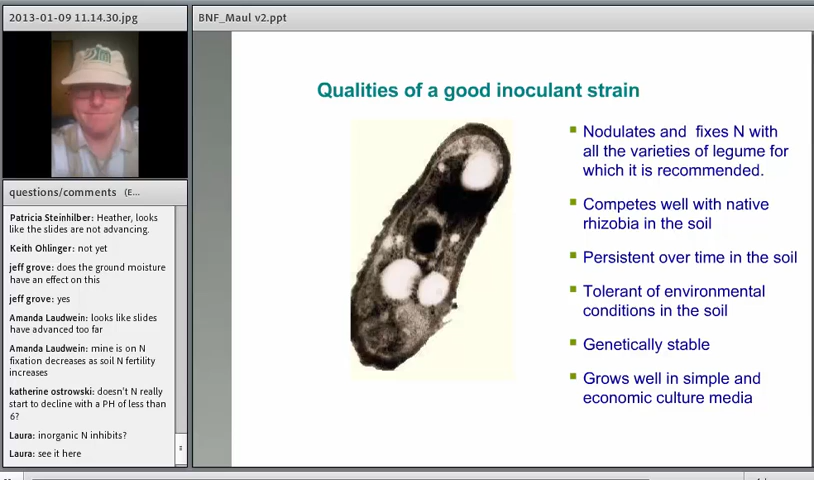 2013-01-09 11.14.30.jpg
BNF_Maul v2.ppt
questions/comments (E...
Patricia Steinhilber: Heather, looks
like the slides are not advancing.
Keith Ohlinger: not yet
jeff grove: does the ground moisture
have an effect on this
jeff grove: yes
Amanda Laudwein: looks like slides
have advanced too far
Amanda Laudwein: mine is on N
fixation decreases as soil N fertility
increases
katherine ostrowski: doesn't N really
start to decline with a PH of less than
6?
Laura: inorganic N inhibits?
Laura: see it here
Qualities of a good inoculant strain
Nodulates and fixes N with
all the varieties of legume for
which it is recommended.
Competes well with native
rhizobia in the soil
Persistent over time in the soil
Tolerant of environmental
conditions in the soil
Genetically stable
Grows well in simple and
economic culture media